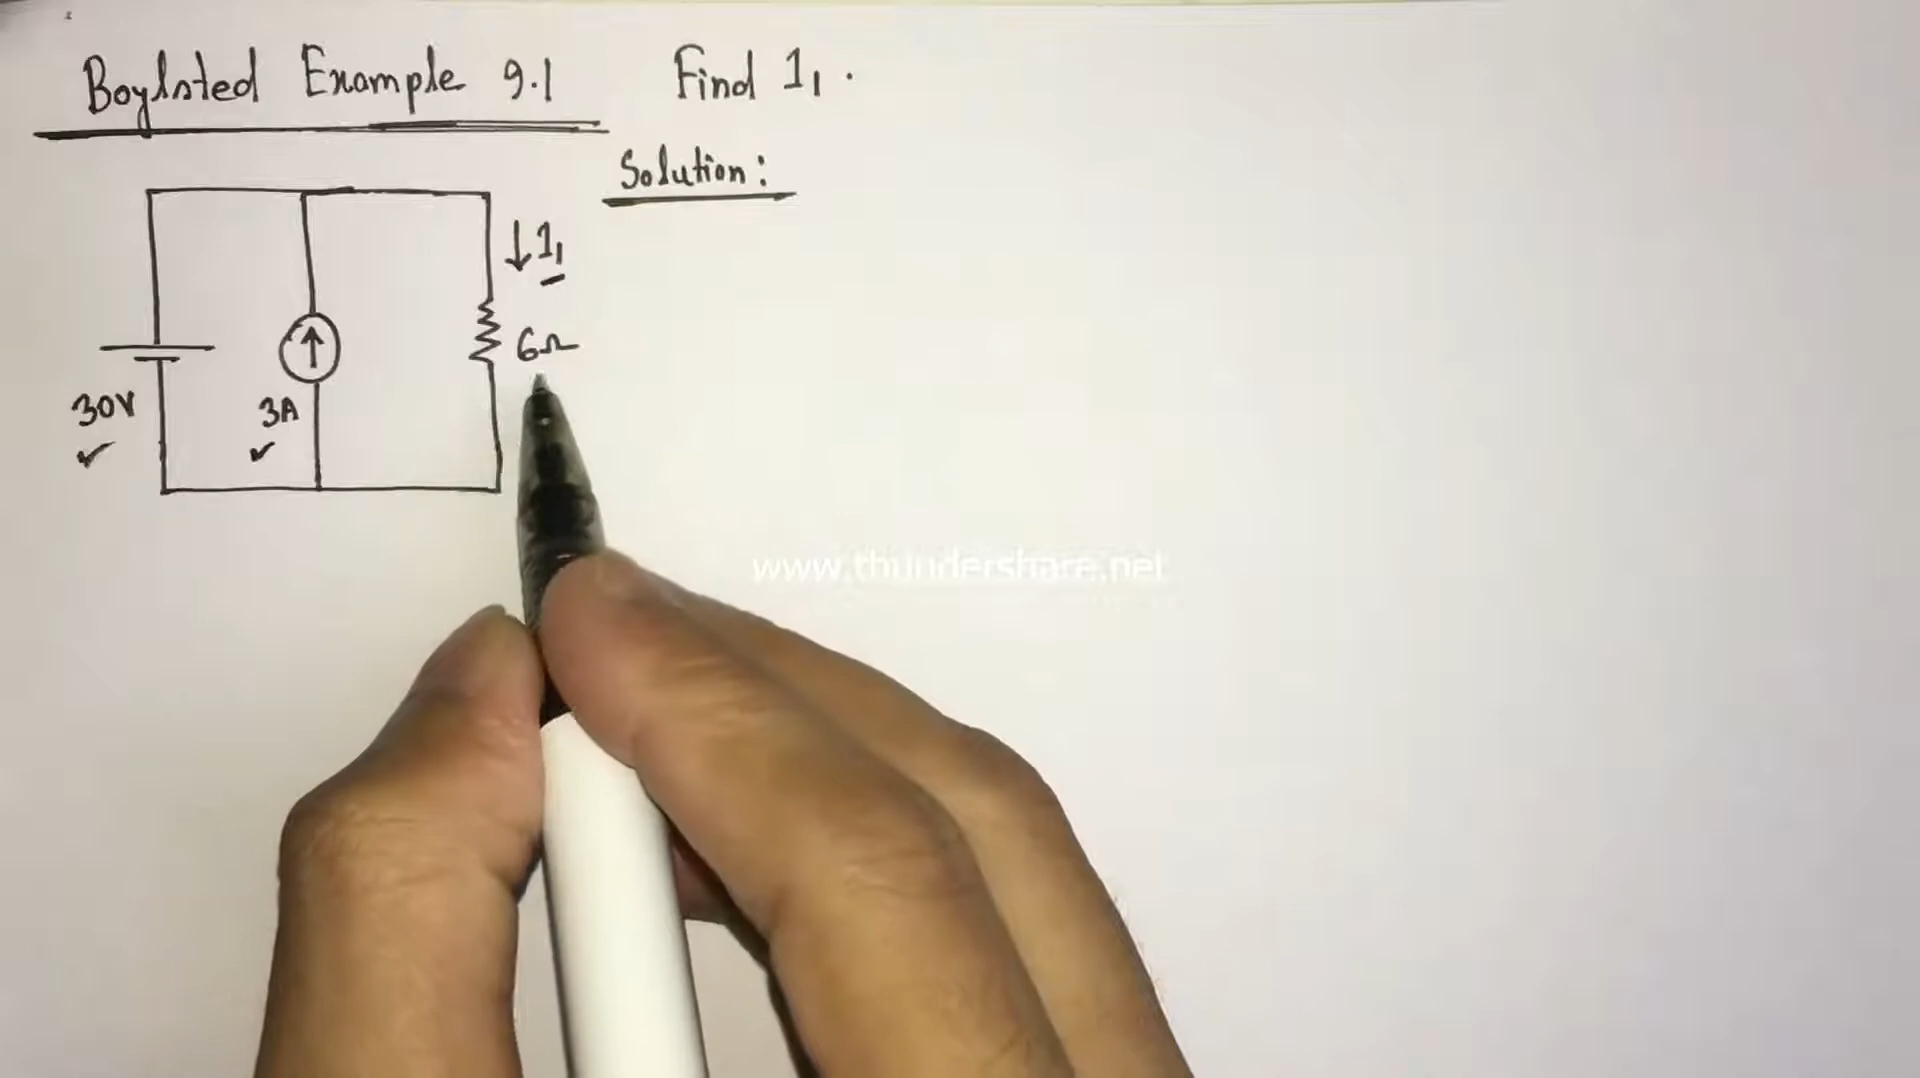 Boylsted Example 9.1 Find I₁.
Solution:
↓I₁
6Ω
30V
3A
www.thundershare.net